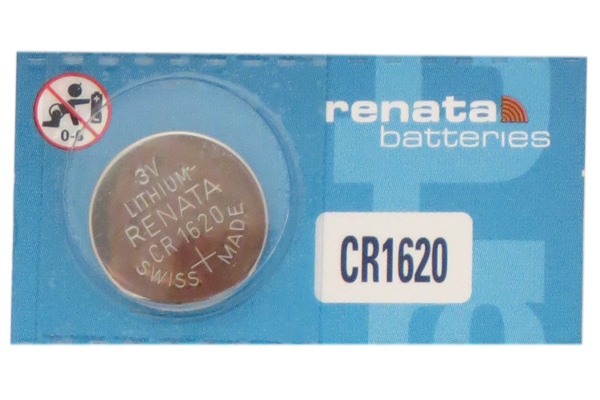 0-6
3V
LITHIUM-
RENATA
CR 1620
SWISS MADE
+
renata
batteries
CR1620